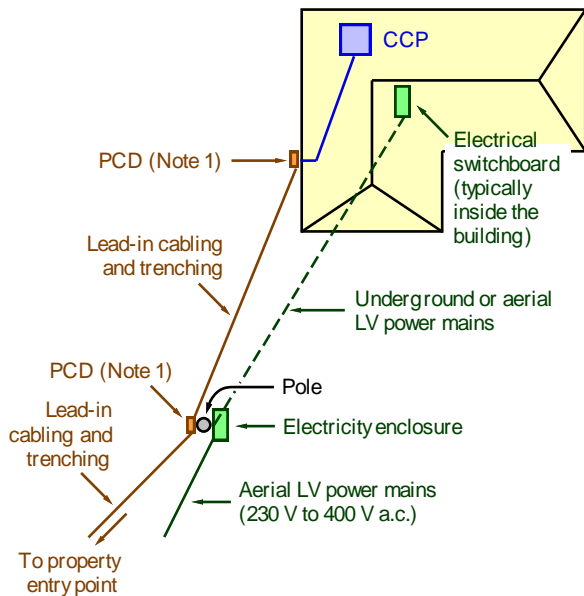 CCP
Electrical
switchboard
(typically
inside the
building)
PCD (Note 1)
Lead-in cabling
and trenching
Underground or aerial
LV power mains
PCD (Note 1)
Pole
Lead-in
cabling and
trenching
Electricity enclosure
Aerial LV power mains
(230 V to 400 V a.c.)
To property
entry point